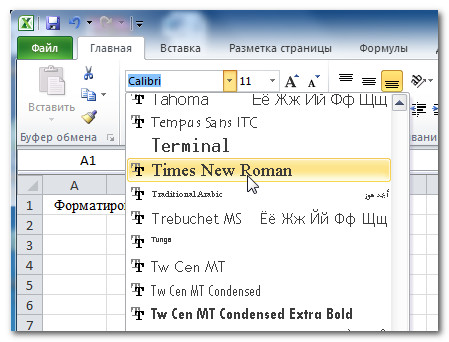 Файл Главная Вставка Разметка страницы Формулы
Calibri 11 A A
Вставить
Буфер обмена
A1
Tahoma Ёё Жж Йй Фф Щщ
Tempus Sans ITC
Terminal
Times New Roman
Traditional Arabic أبجد هوز
Trebuchet MS Ёё Жж Йй Фф Щщ
Tunga
Tw Cen MT
Tw Cen MT Condensed
Tw Cen MT Condensed Extra Bold
A
1 Форматиро
2
3
4
5
6
7